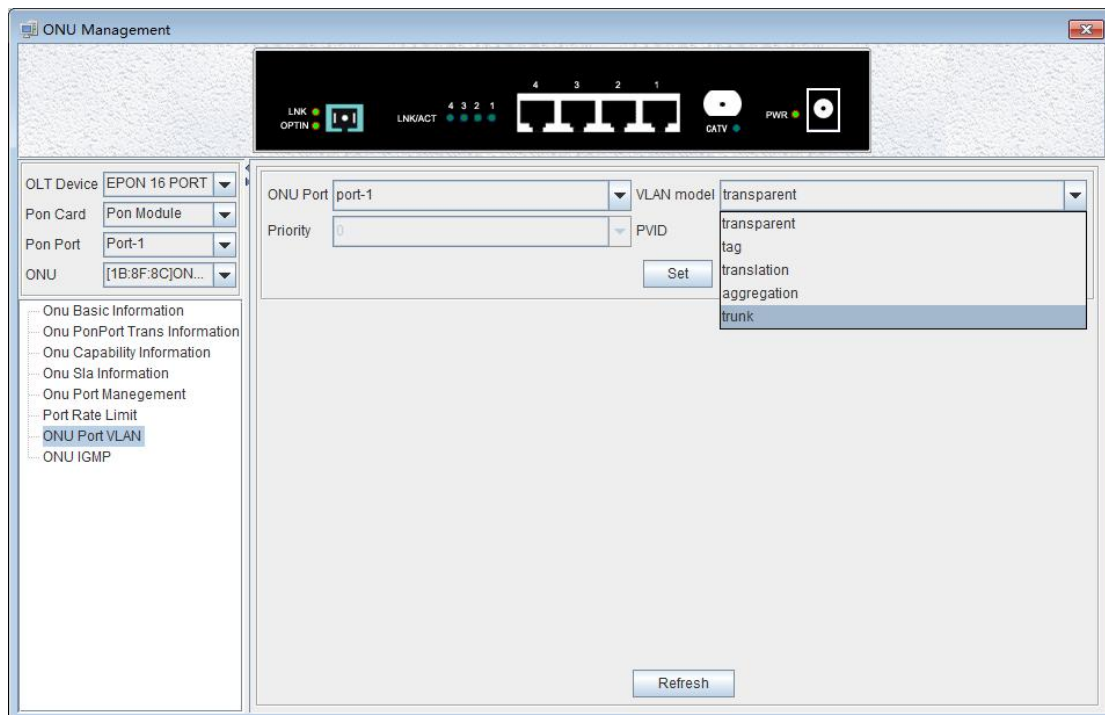 ONU Management
4 3 2 1
LNK
OPTIN
LNK/ACT
4 3 2 1
CATV
PWR
OLT Device EPON 16 PORT
Pon Card Pon Module
Pon Port Port-1
ONU [1B:8F:8C]ON...
Onu Basic Information
Onu PonPort Trans Information
Onu Capability Information
Onu Sla Information
Onu Port Manegement
Port Rate Limit
ONU Port VLAN
ONU IGMP
ONU Port port-1 VLAN model transparent
Priority 0 PVID
transparent
tag
translation
aggregation
trunk
Set
Refresh